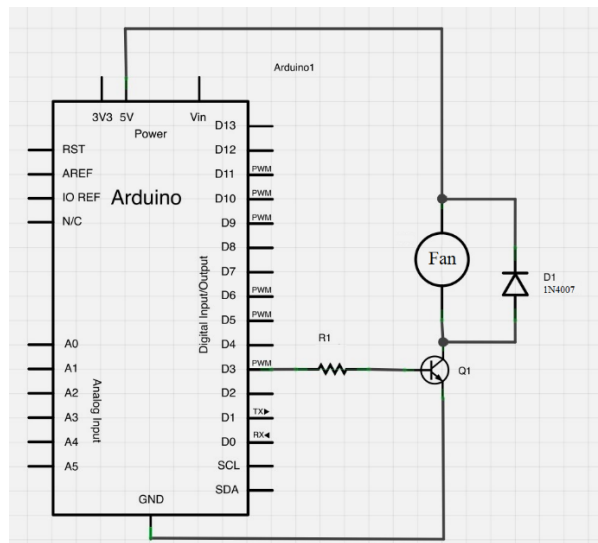 Arduino1
3V3 5V Vin
Power
Arduino
RST
AREF
IO REF
N/C
A0
A1
A2
A3
A4
A5
Analog Input
Digital Input/Output
D13
D12
D11 PWM
D10 PWM
D9 PWM
D8
D7
D6 PWM
D5 PWM
D4
D3 PWM
D2
D1 TX▶
D0 RX◀
SCL
SDA
GND
R1
Fan
D1
1N4007
Q1